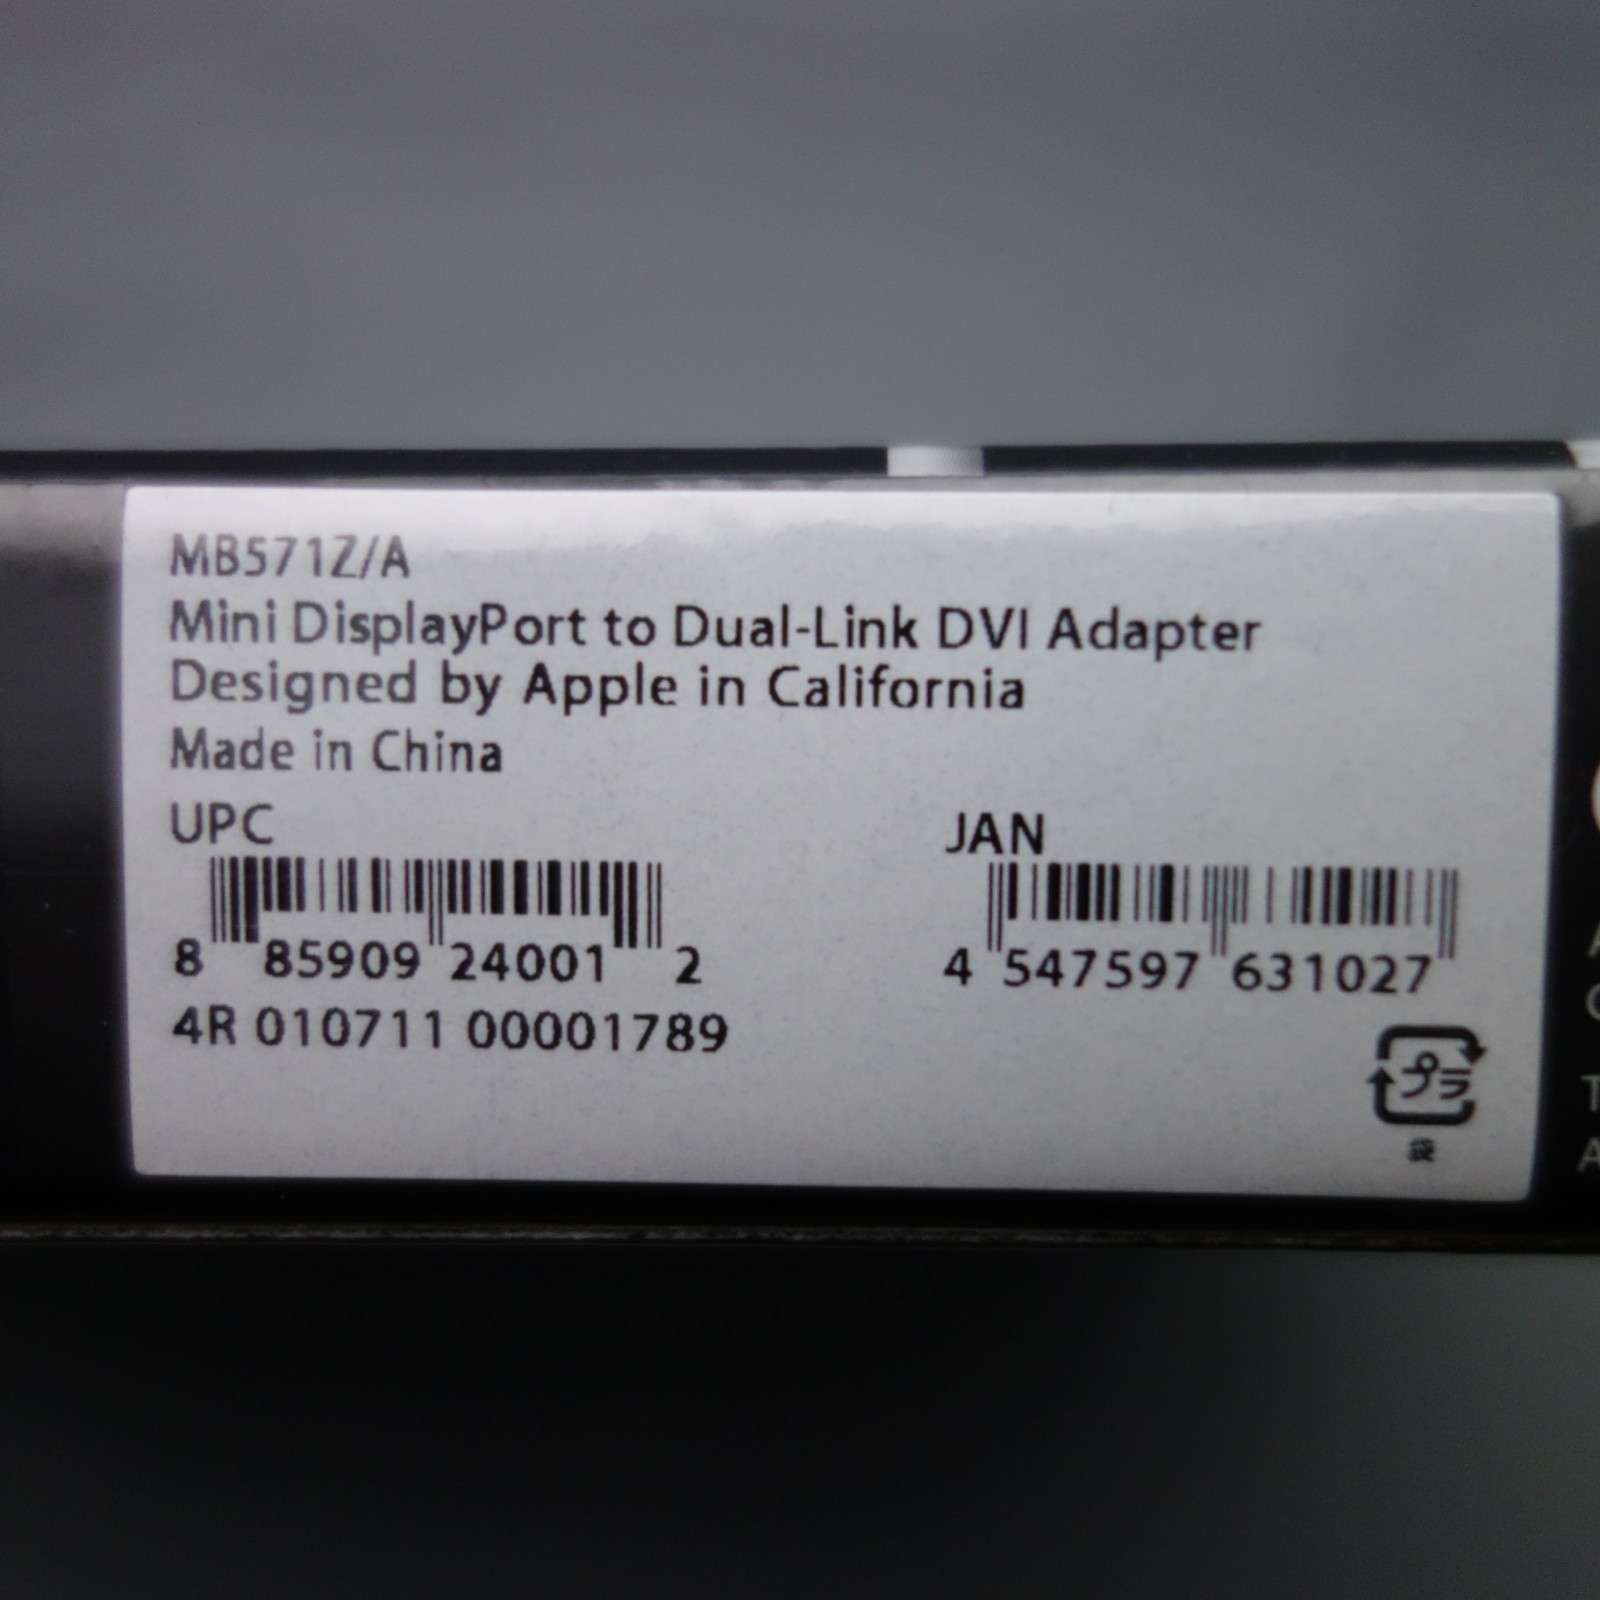 MB571Z/A
Mini DisplayPort to Dual-Link DVI Adapter
Designed by Apple in California
Made in China
UPC
8 85909 24001 2
JAN
4 547597 631027
4R 010711 00001789
プラ
袋